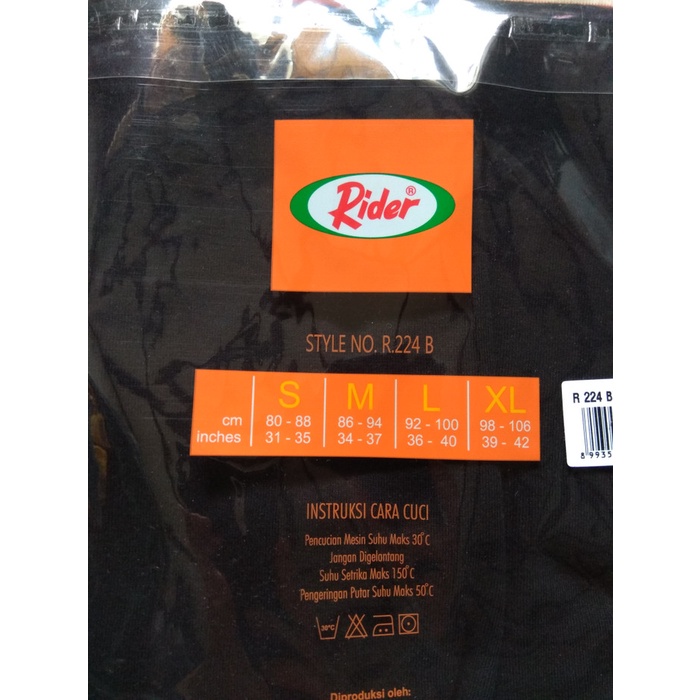 Rider®
STYLE NO. R.224 B
S M L XL
cm 80 - 88 86 - 94 92 - 100 98 - 106
inches 31 - 35 34 - 37 36 - 40 39 - 42
R 224 B
8 9935
INSTRUKSI CARA CUCI
Pencucian Mesin Suhu Maks 30°C
Jangan Digelantang
Suhu Setrika Maks 150°C
Pengeringan Putar Suhu Maks 50°C
30°C
Diproduksi oleh: